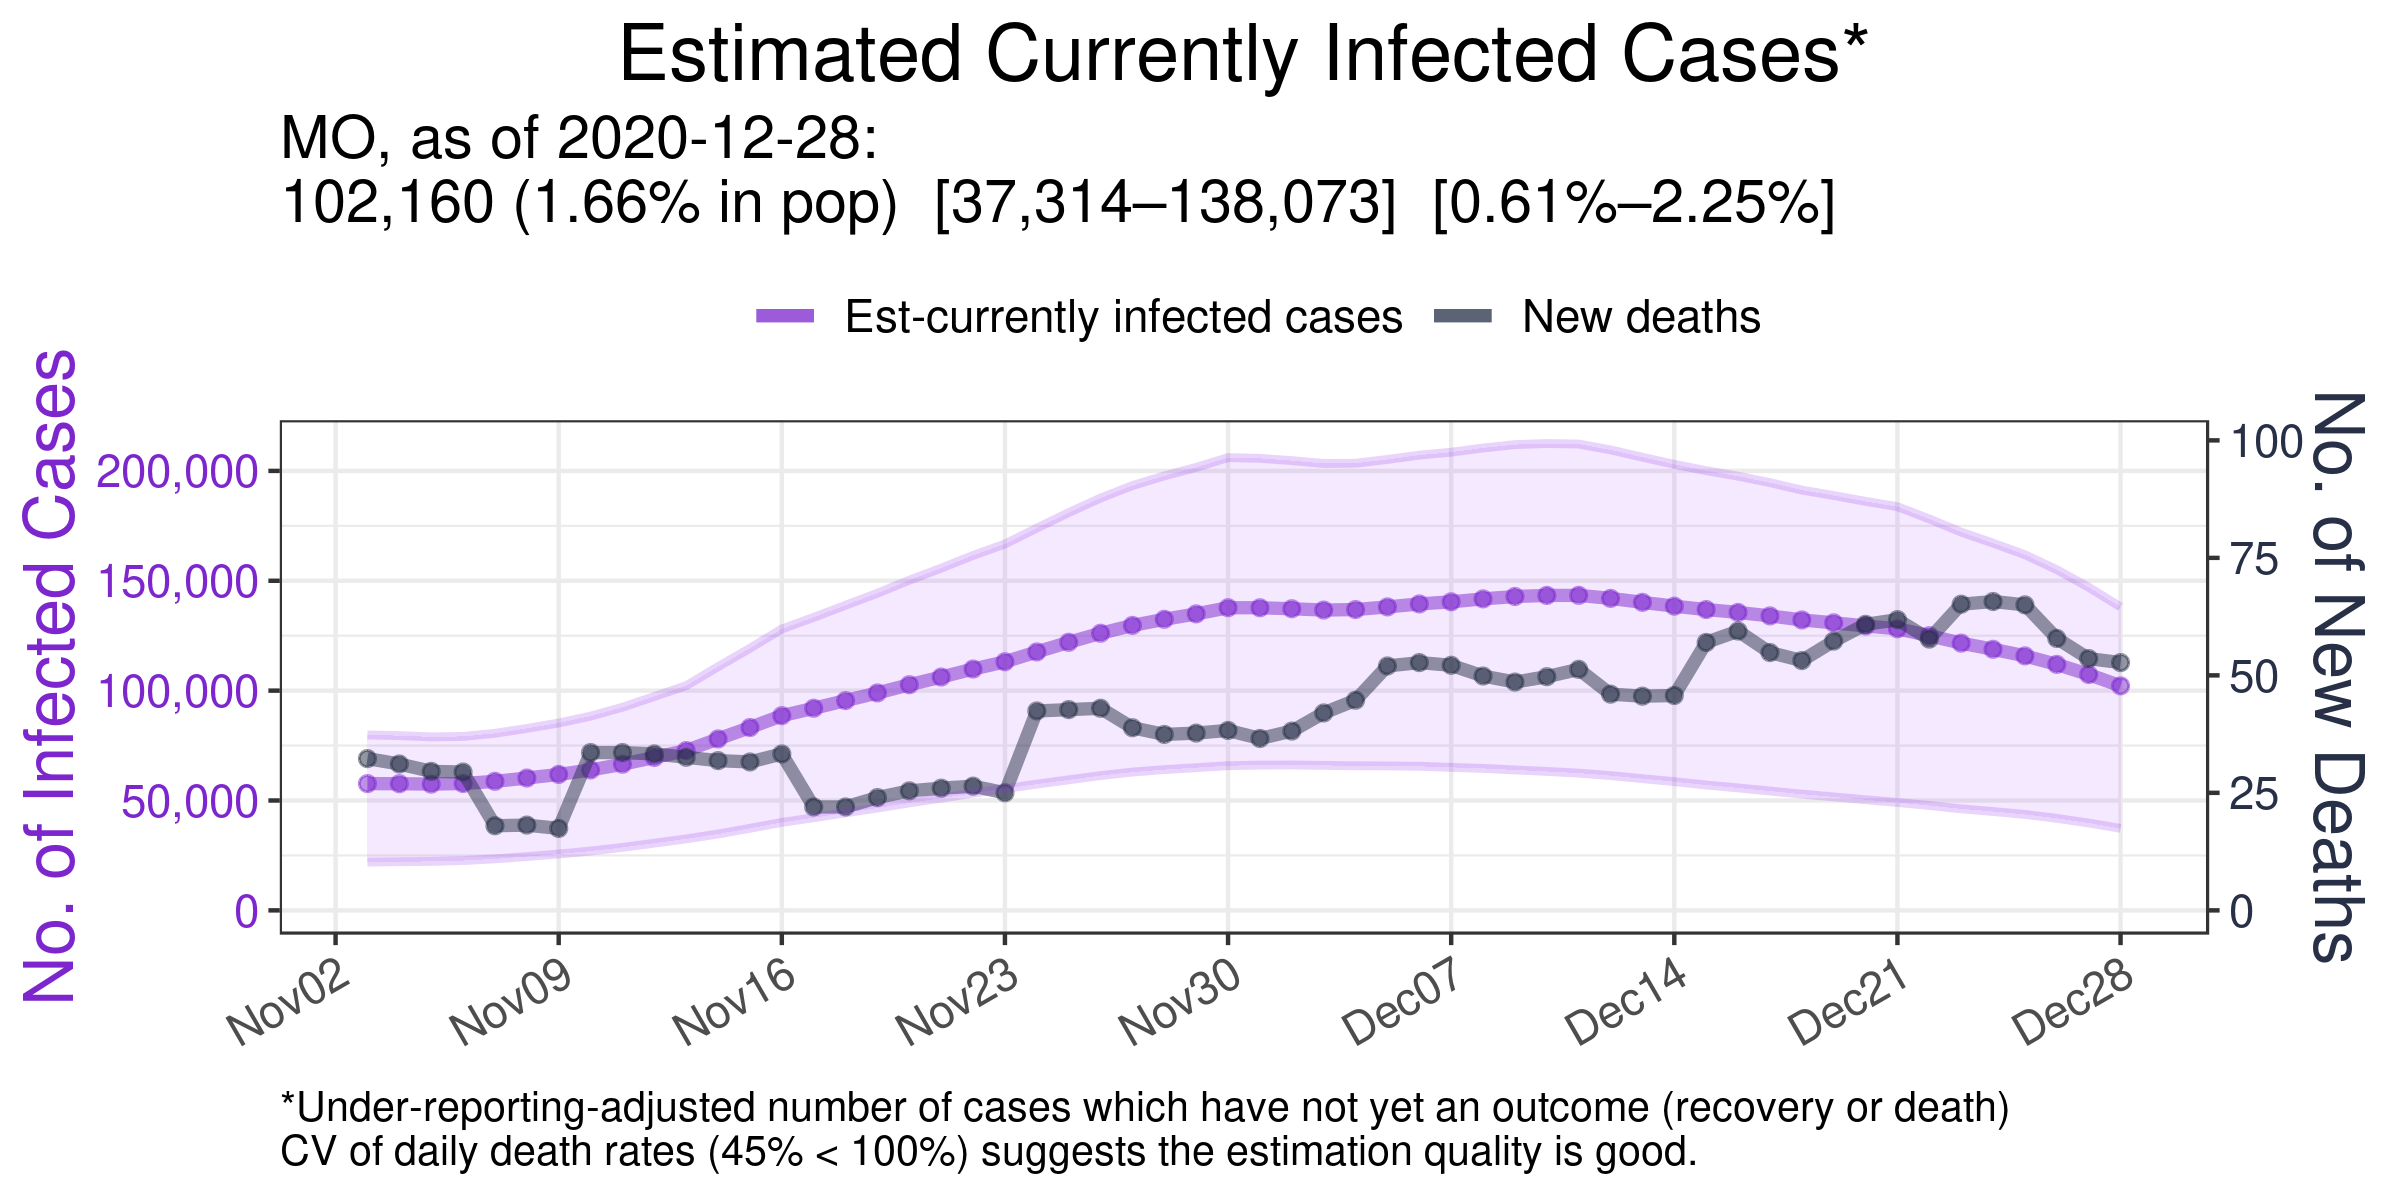 Estimated Currently Infected Cases*
MO, as of 2020-12-28:
102,160 (1.66% in pop)  [37,314–138,073]  [0.61%–2.25%]
Est-currently infected cases
New deaths
No. of Infected Cases
200,000
150,000
100,000
50,000
0
100
75
50
25
0
No. of New Deaths
Nov02
Nov09
Nov16
Nov23
Nov30
Dec07
Dec14
Dec21
Dec28
*Under-reporting-adjusted number of cases which have not yet an outcome (recovery or death)
CV of daily death rates (45% < 100%) suggests the estimation quality is good.